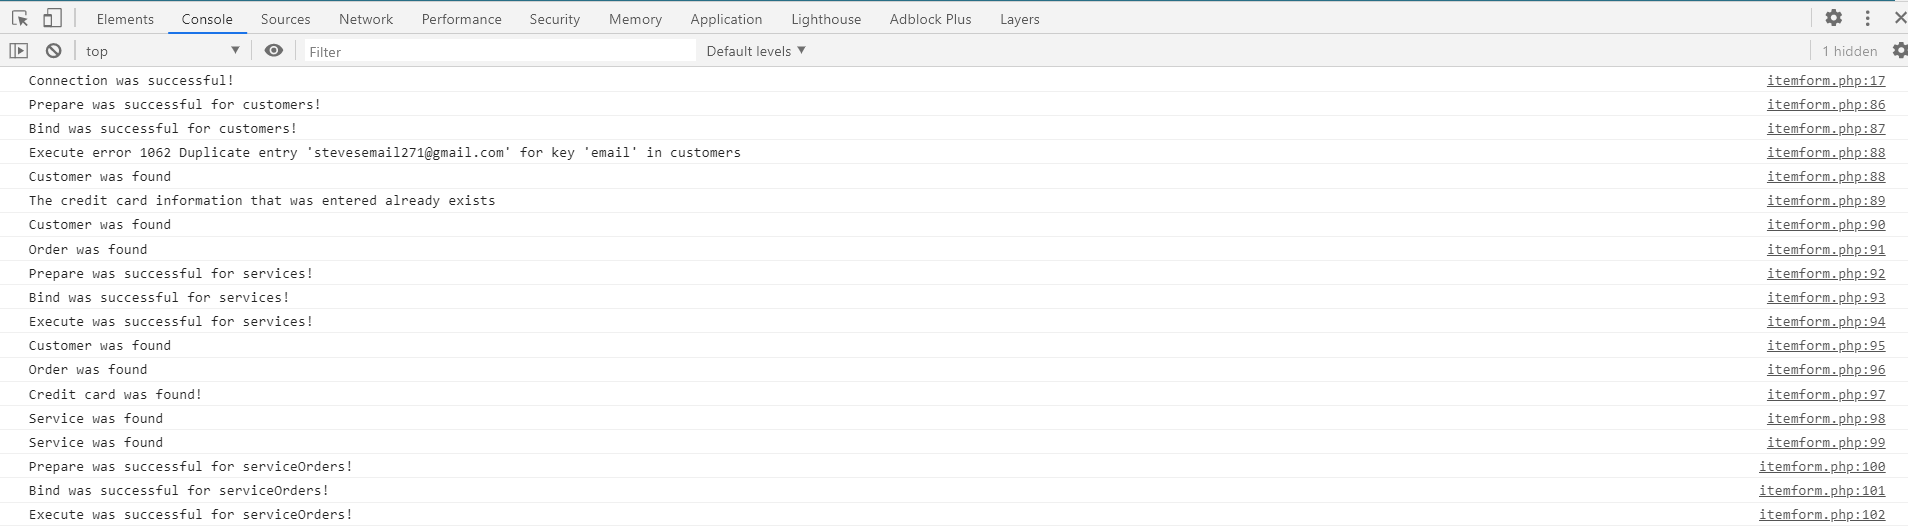 Elements Console Sources Network Performance Security Memory Application Lighthouse Adblock Plus Layers
top Filter Default levels 1 hidden
Connection was successful! itemform.php:17
Prepare was successful for customers! itemform.php:86
Bind was successful for customers! itemform.php:87
Execute error 1062 Duplicate entry 'stevesemail271@gmail.com' for key 'email' in customers itemform.php:88
Customer was found itemform.php:88
The credit card information that was entered already exists itemform.php:89
Customer was found itemform.php:90
Order was found itemform.php:91
Prepare was successful for services! itemform.php:92
Bind was successful for services! itemform.php:93
Execute was successful for services! itemform.php:94
Customer was found itemform.php:95
Order was found itemform.php:96
Credit card was found! itemform.php:97
Service was found itemform.php:98
Service was found itemform.php:99
Prepare was successful for serviceOrders! itemform.php:100
Bind was successful for serviceOrders! itemform.php:101
Execute was successful for serviceOrders! itemform.php:102